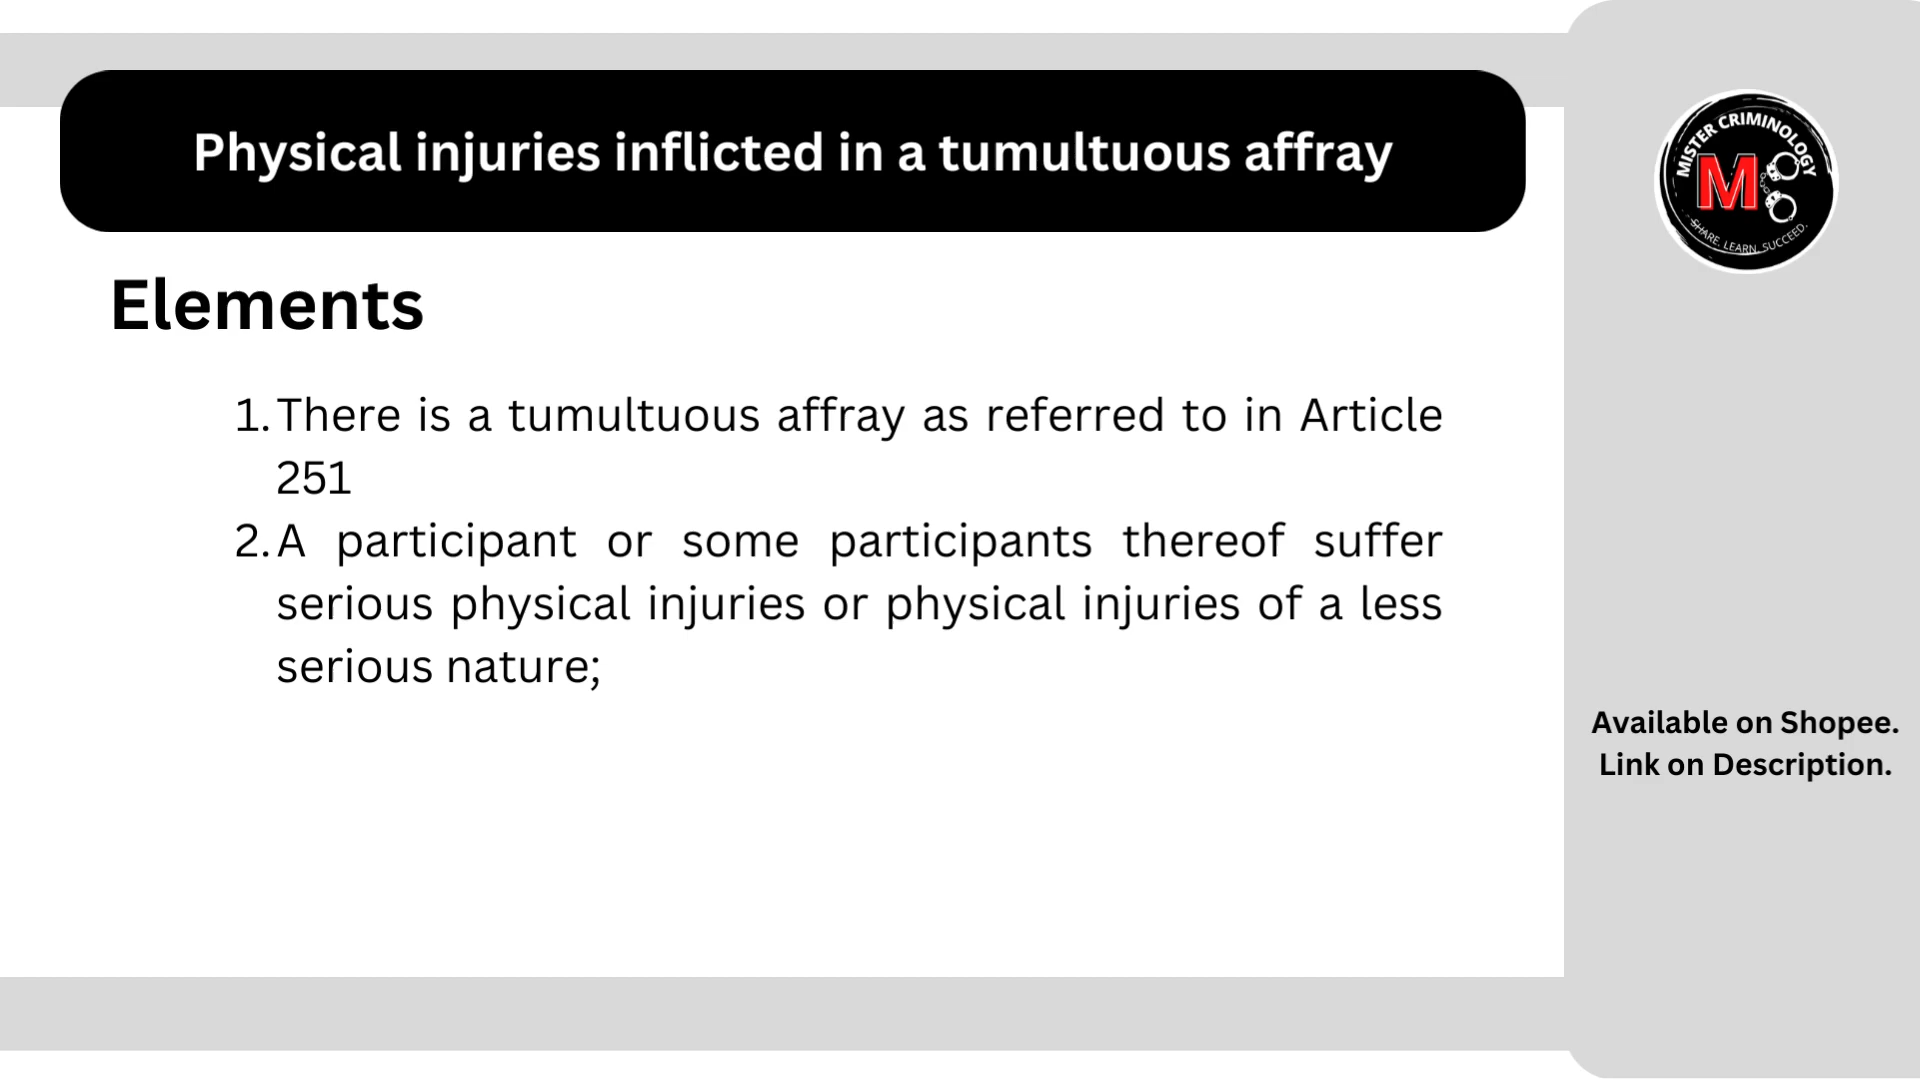 Physical injuries inflicted in a tumultuous affray
MISTER CRIMINOLOGY
M
SHARE. LEARN. SUCCEED.
Elements
1. There is a tumultuous affray as referred to in Article
251
2. A participant or some participants thereof suffer
serious physical injuries or physical injuries of a less
serious nature;
Available on Shopee.
Link on Description.